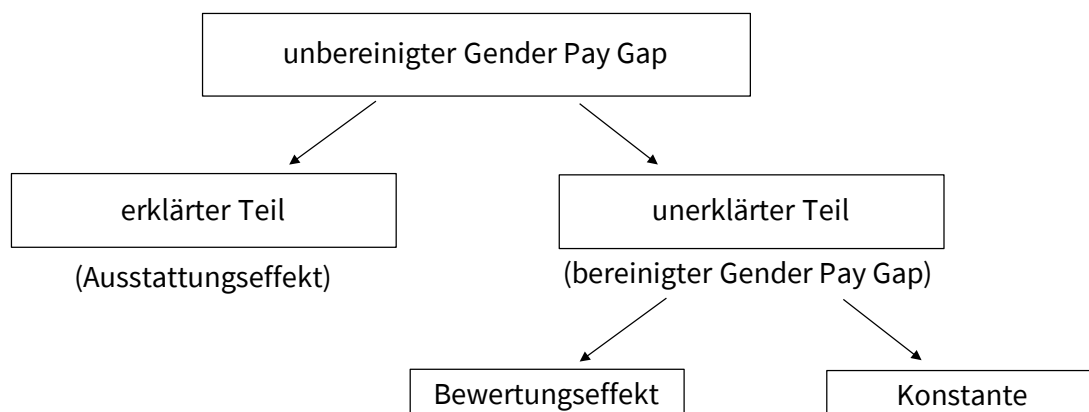 unbereinigter Gender Pay Gap
erklärter Teil
unerklärter Teil
(Ausstattungseffekt)
(bereinigter Gender Pay Gap)
Bewertungseffekt
Konstante